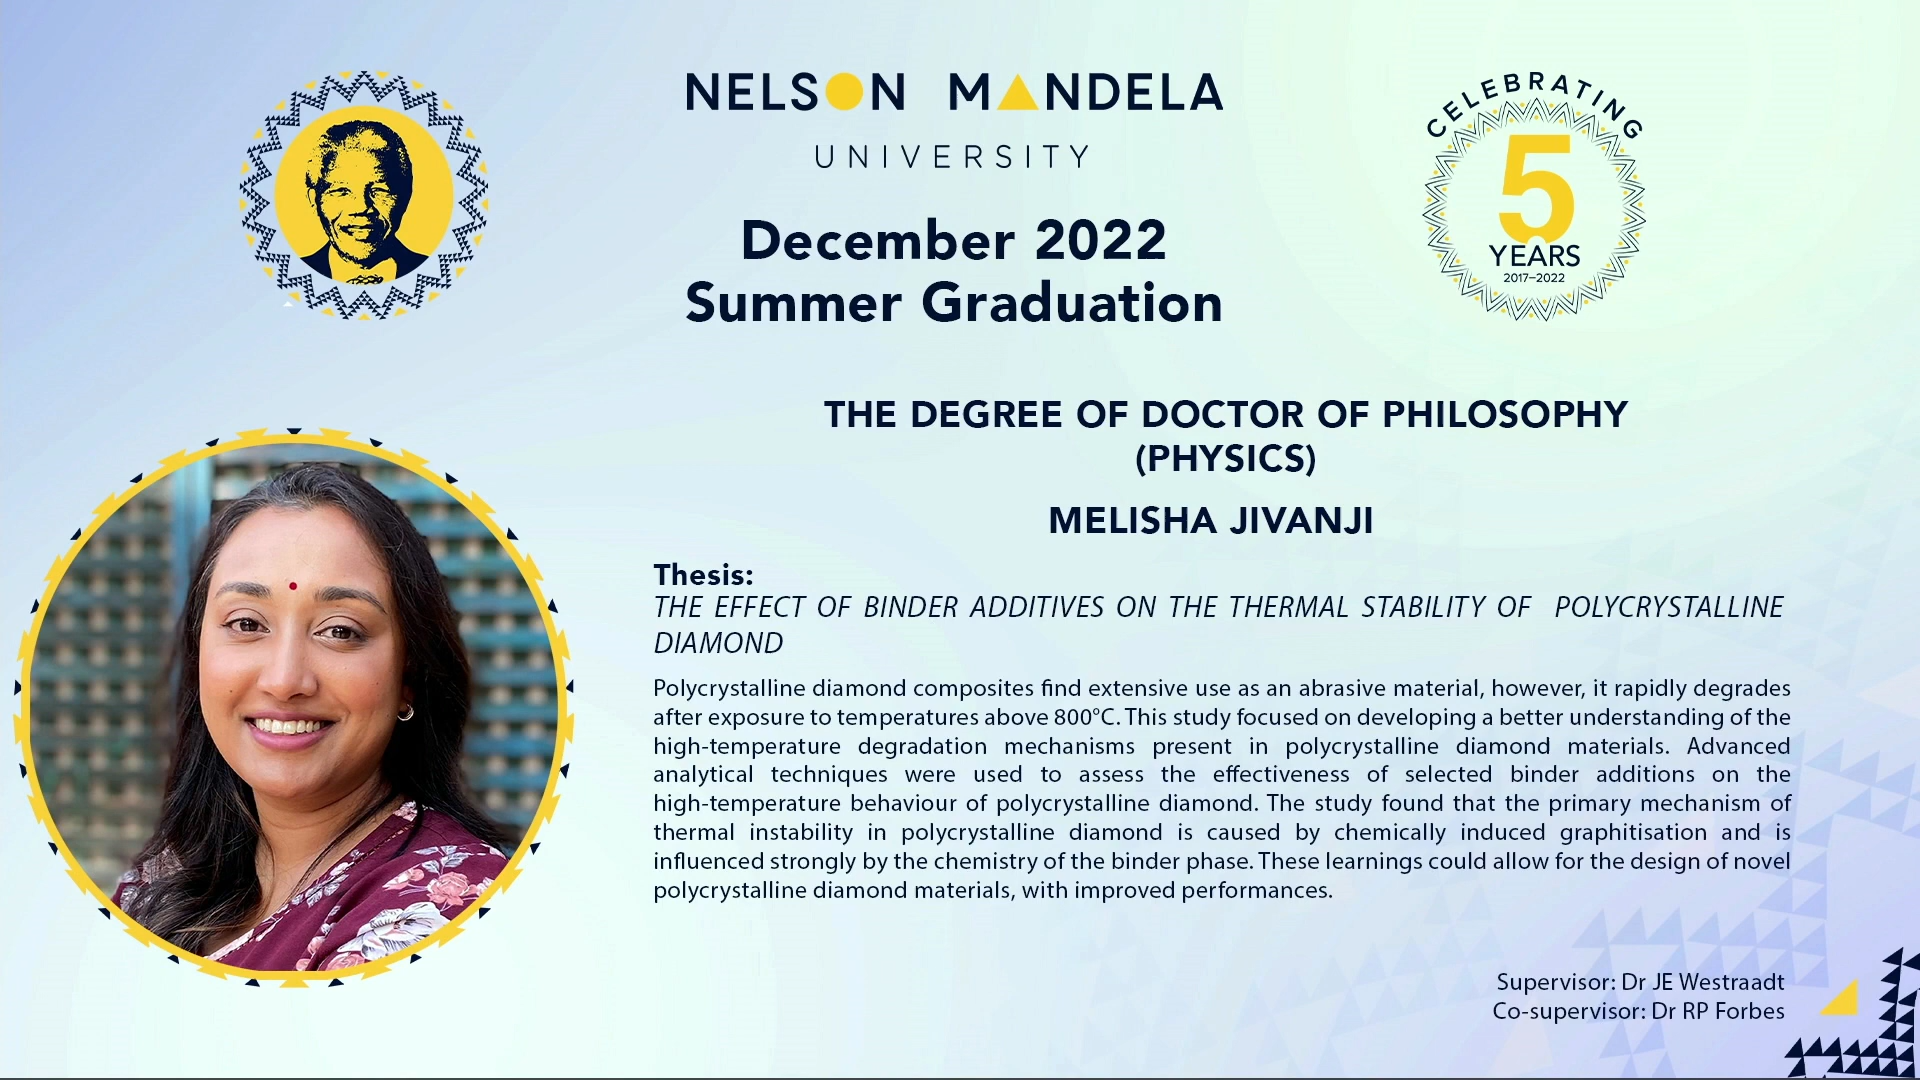 NELSON MANDELA
UNIVERSITY
CELEBRATING
5
YEARS
2017–2022
December 2022
Summer Graduation
THE DEGREE OF DOCTOR OF PHILOSOPHY
(PHYSICS)
MELISHA JIVANJI
Thesis:
THE EFFECT OF BINDER ADDITIVES ON THE THERMAL STABILITY OF POLYCRYSTALLINE
DIAMOND
Polycrystalline diamond composites find extensive use as an abrasive material, however, it rapidly degrades
after exposure to temperatures above 800°C. This study focused on developing a better understanding of the
high-temperature degradation mechanisms present in polycrystalline diamond materials. Advanced
analytical techniques were used to assess the effectiveness of selected binder additions on the
high-temperature behaviour of polycrystalline diamond. The study found that the primary mechanism of
thermal instability in polycrystalline diamond is caused by chemically induced graphitisation and is
influenced strongly by the chemistry of the binder phase. These learnings could allow for the design of novel
polycrystalline diamond materials, with improved performances.
Supervisor: Dr JE Westraadt
Co-supervisor: Dr RP Forbes